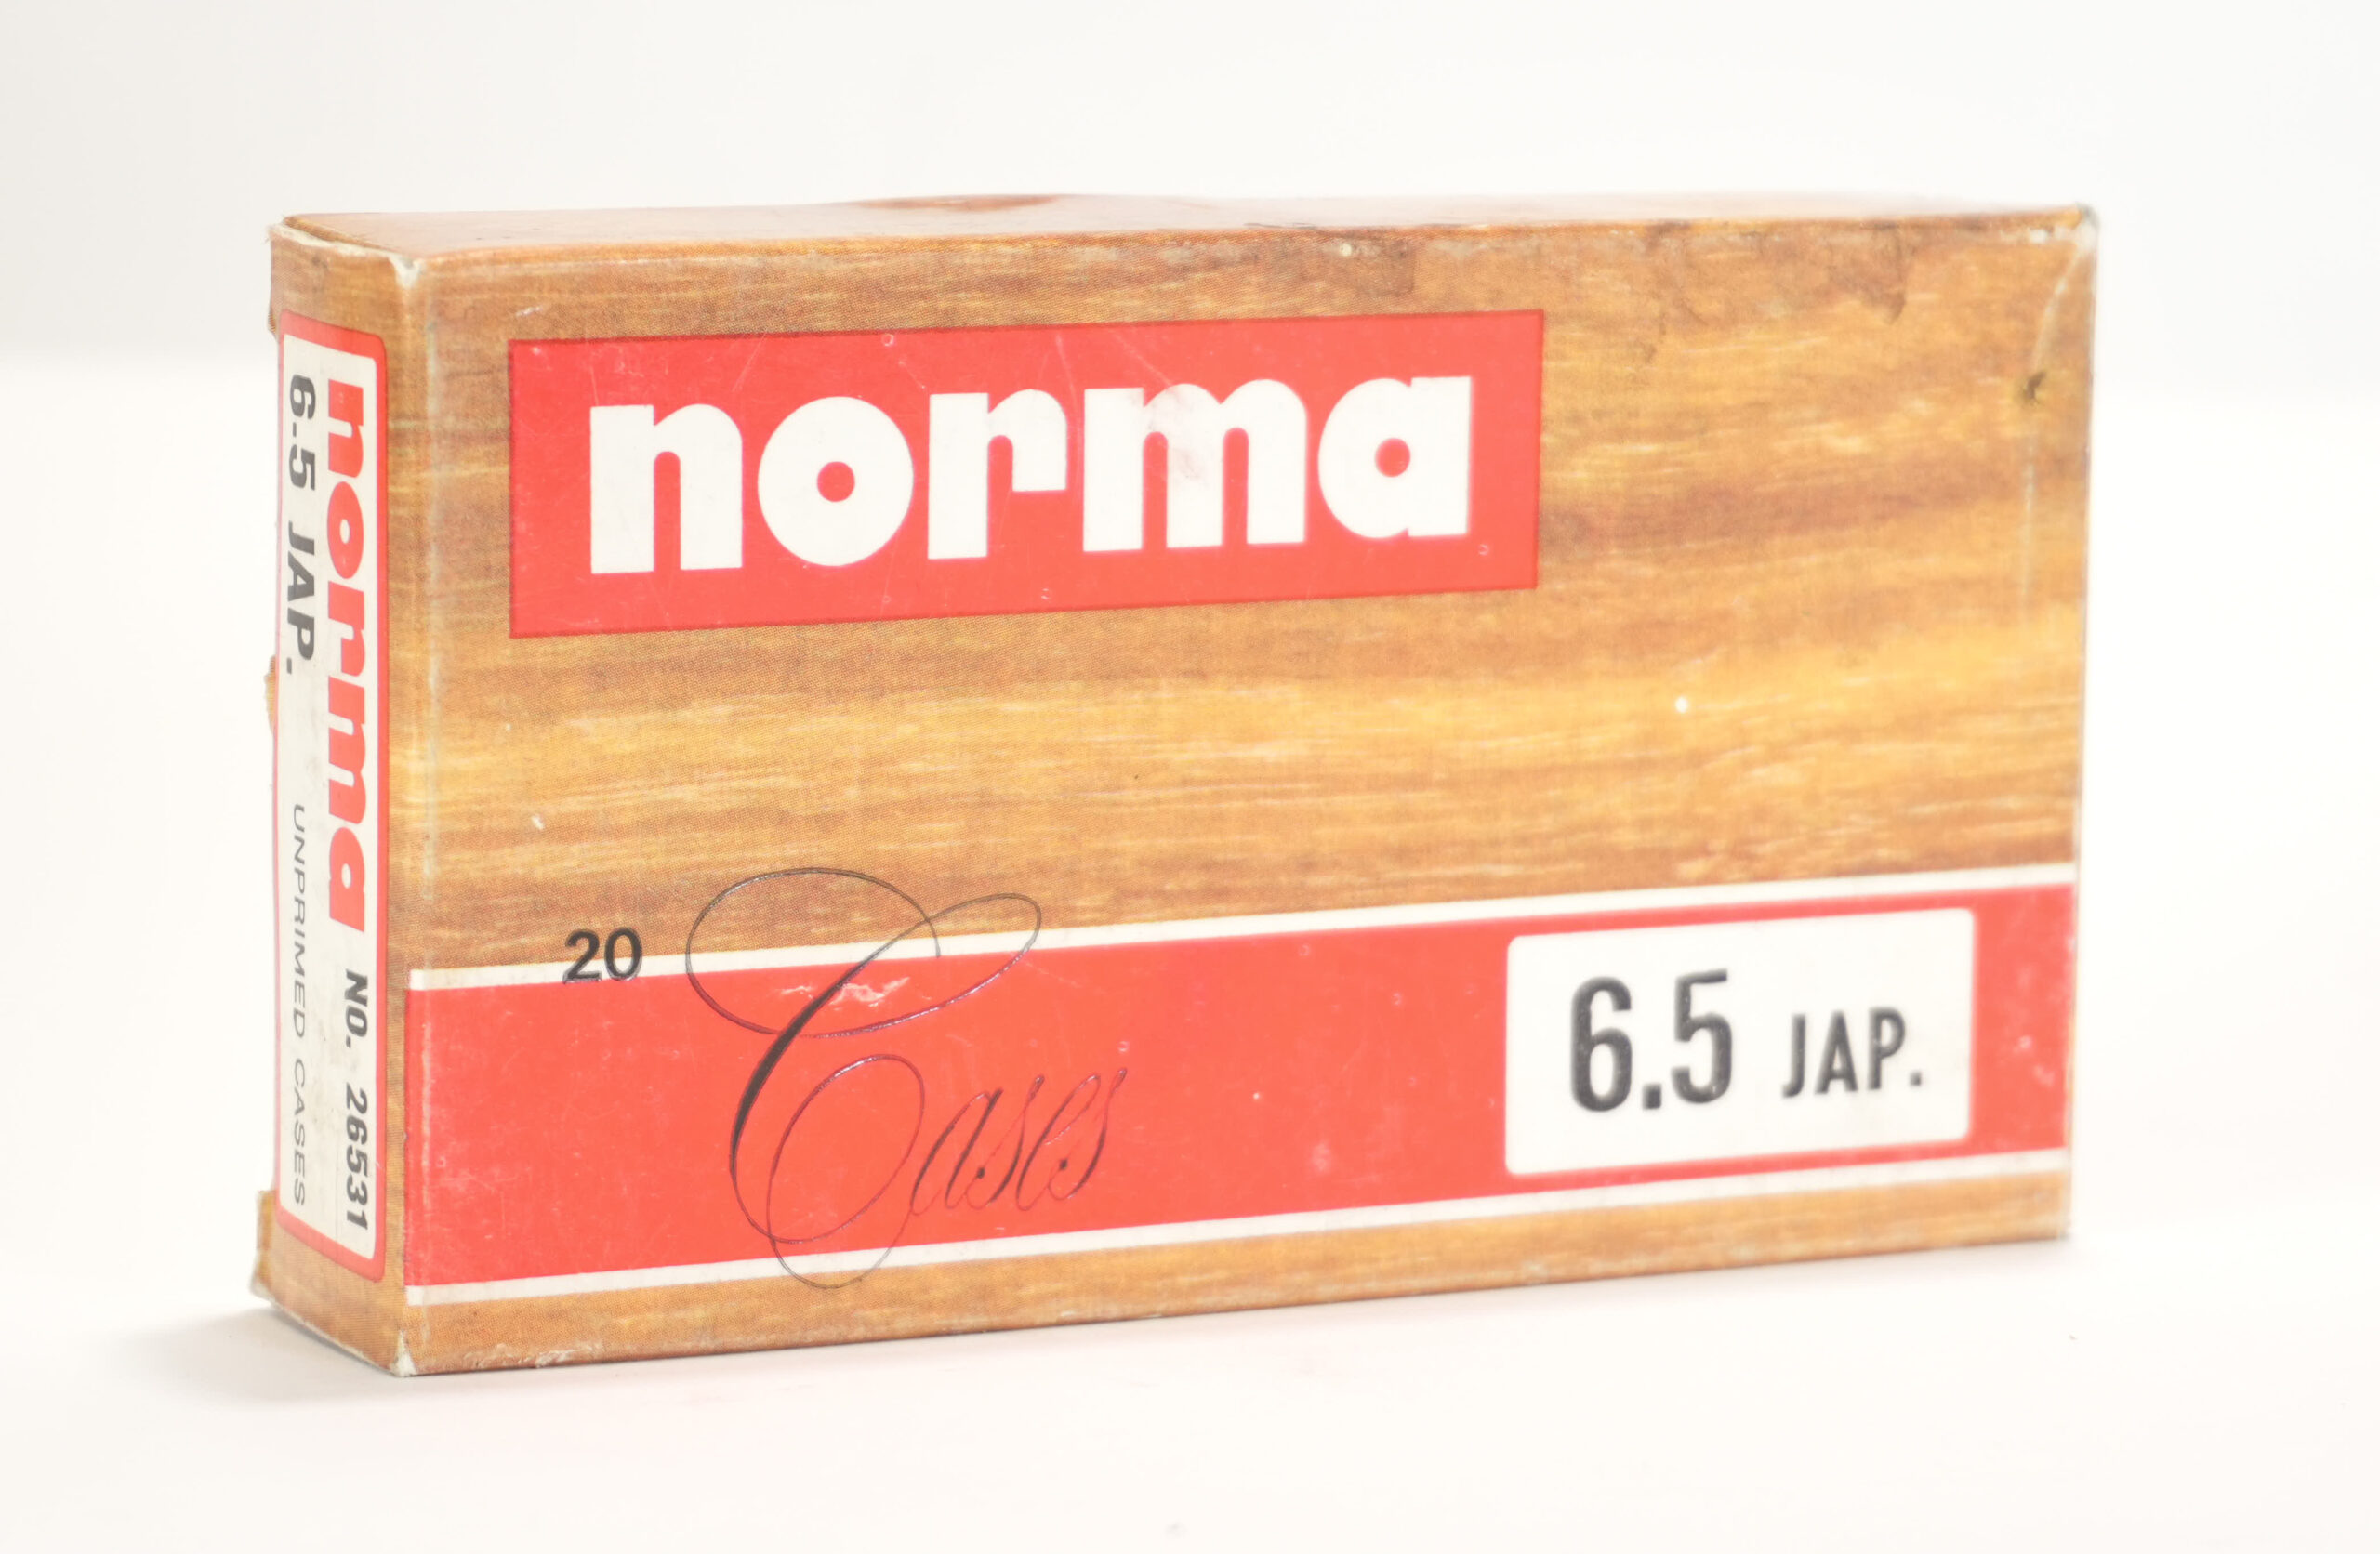 norma
20 Cases
6.5 JAP.
norma NO. 26531
6.5 JAP. UNPRIMED CASES